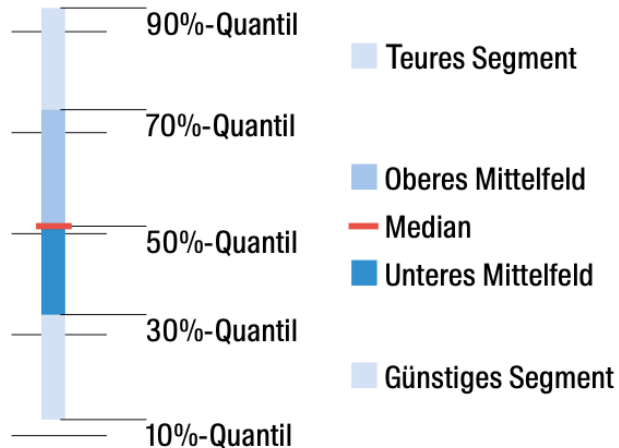 90%-Quantil
Teures Segment
70%-Quantil
Oberes Mittelfeld
Median
50%-Quantil
Unteres Mittelfeld
30%-Quantil
Günstiges Segment
10%-Quantil